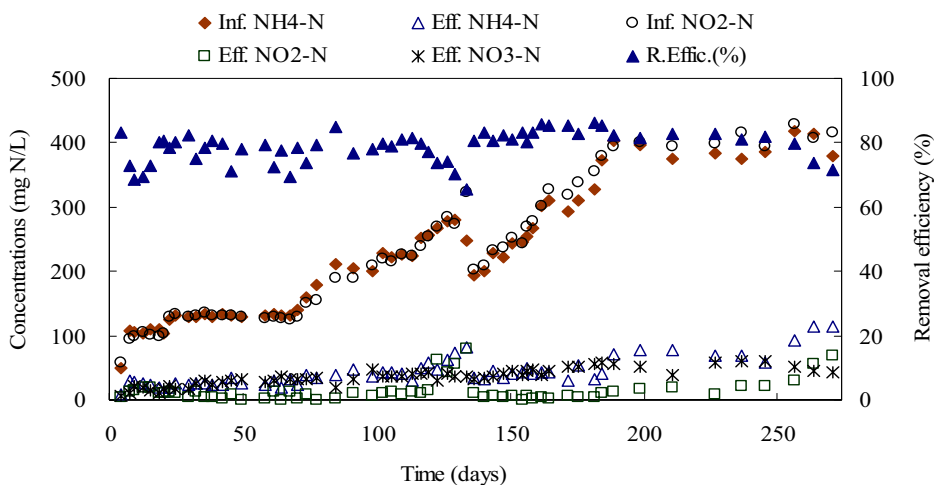 Inf. NH4-N Eff. NH4-N Inf. NO2-N
Eff. NO2-N Eff. NO3-N R.Effic.(%)
500
400
300
200
100
0
Concentrations (mg N/L)
100
80
60
40
20
0
Removal efficiency (%)
0 50 100 150 200 250
Time (days)